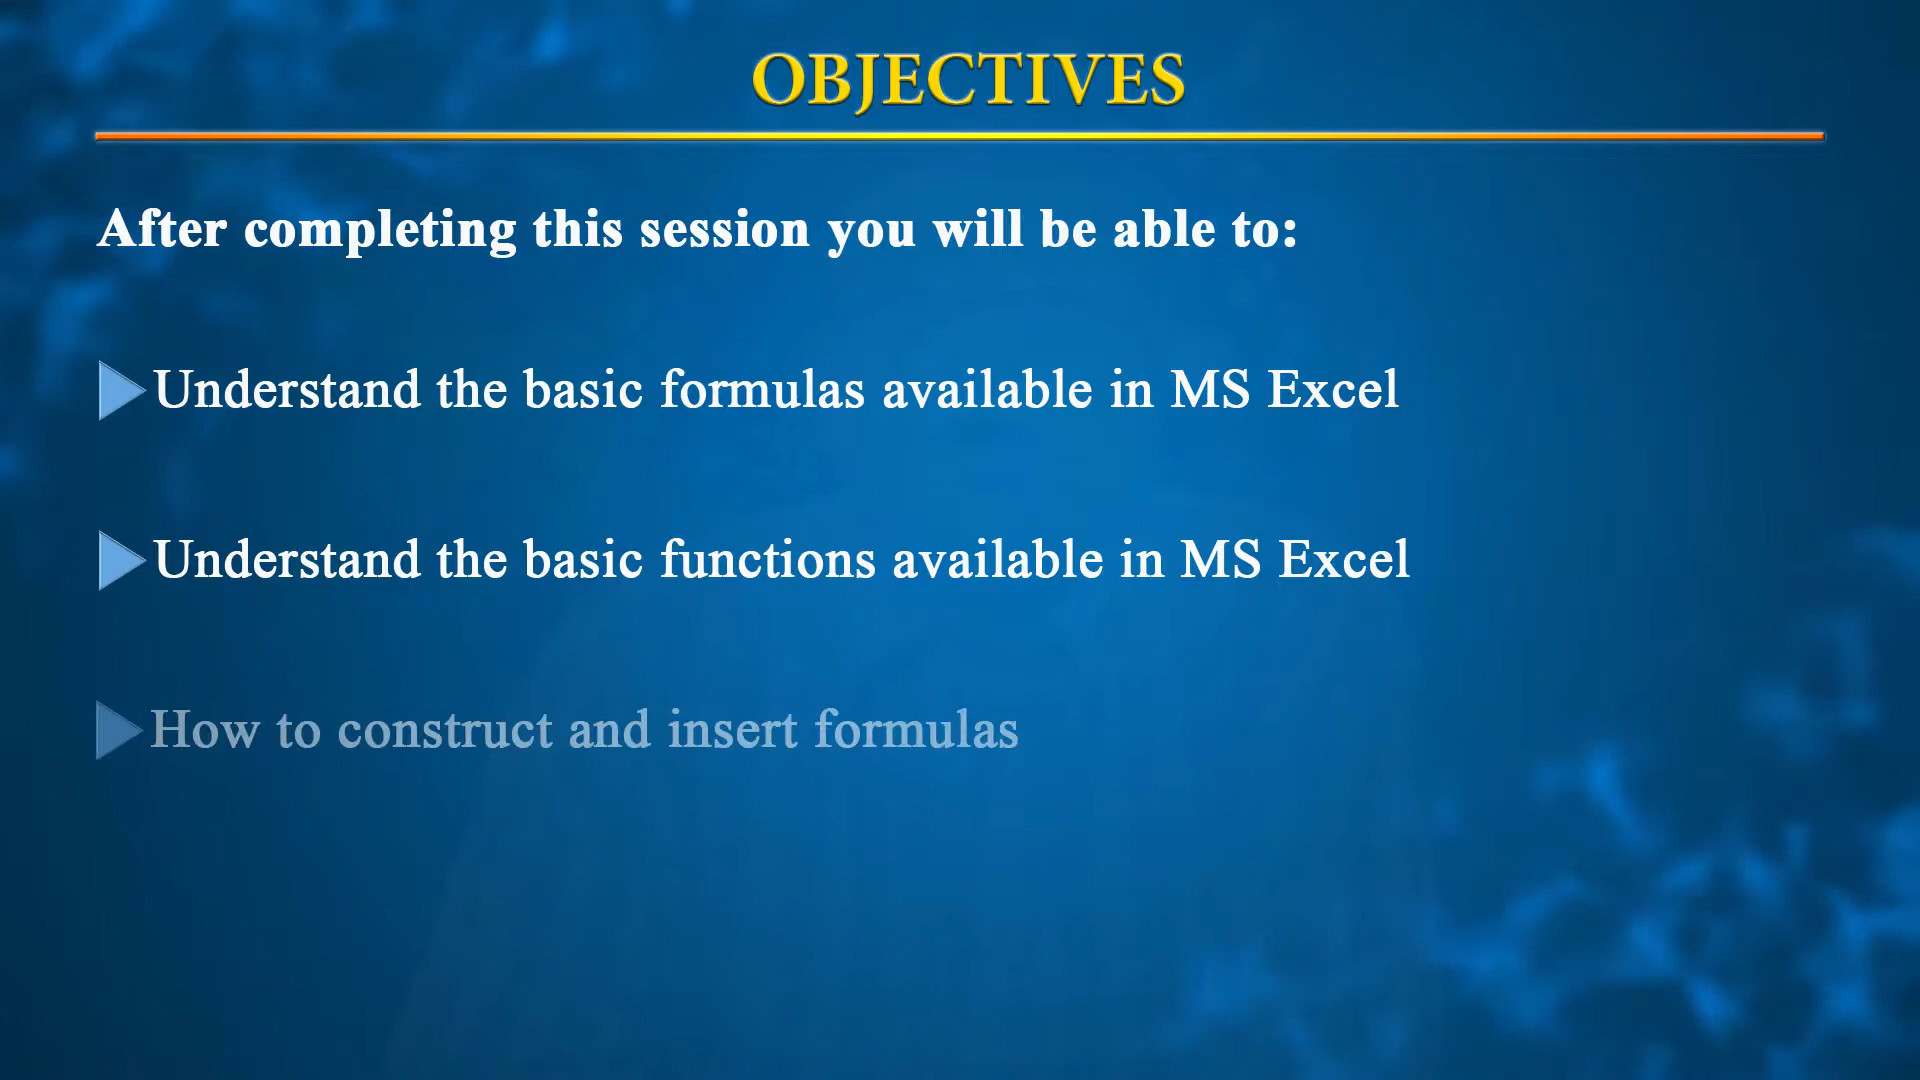 OBJECTIVES
After completing this session you will be able to:
Understand the basic formulas available in MS Excel
Understand the basic functions available in MS Excel
How to construct and insert formulas